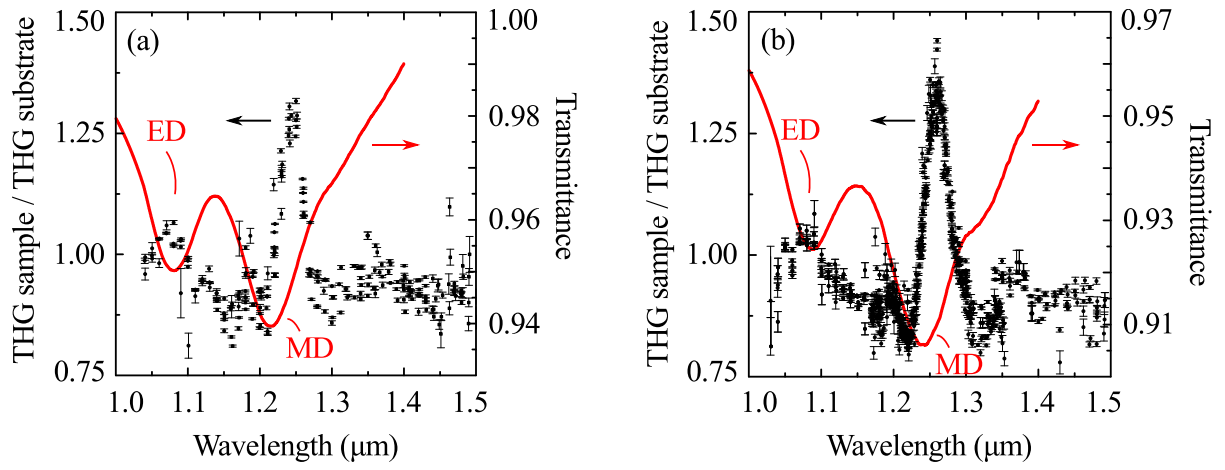 (a)
THG sample / THG substrate
1.50
1.25
1.00
0.75
ED
MD
1.00
0.98
0.96
0.94
Transmittance
1.0 1.1 1.2 1.3 1.4 1.5
Wavelength (μm)
(b)
THG sample / THG substrate
1.50
1.25
1.00
0.75
ED
MD
0.97
0.95
0.93
0.91
Transmittance
1.0 1.1 1.2 1.3 1.4 1.5
Wavelength (μm)